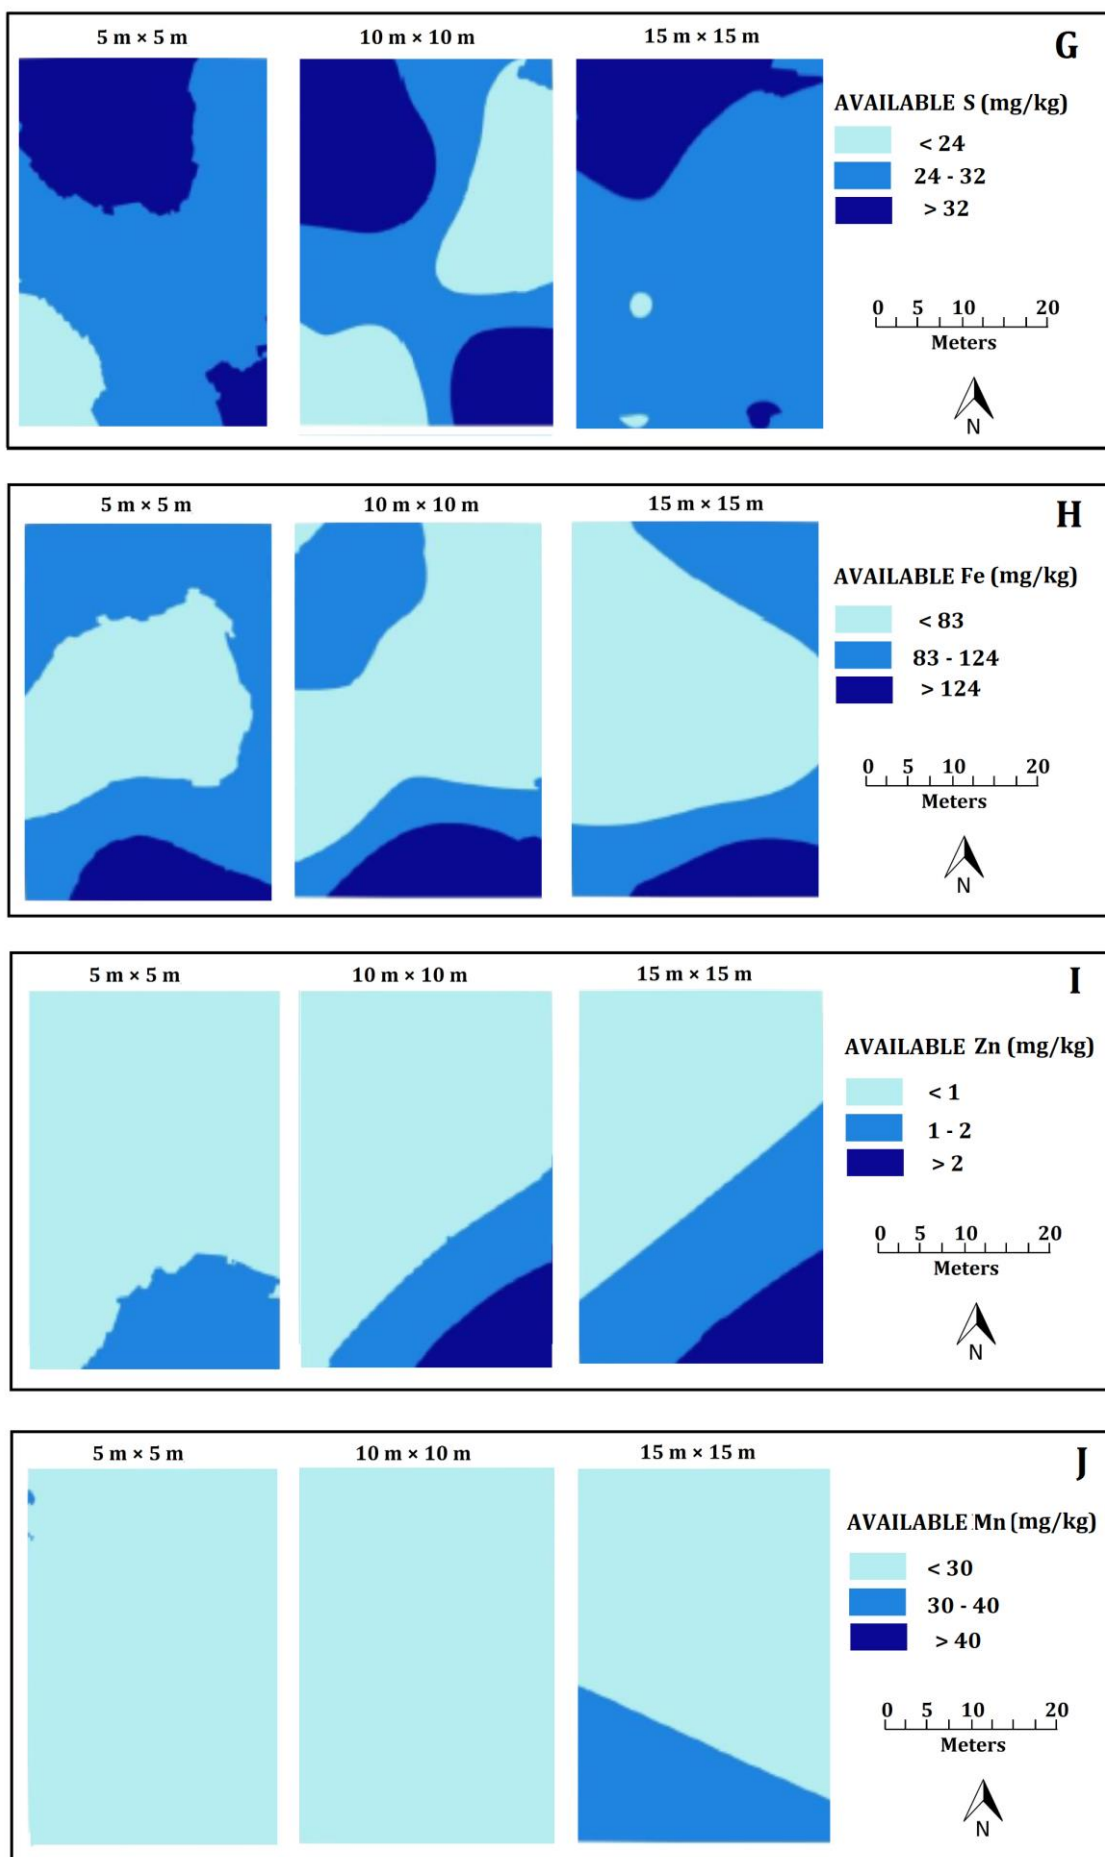 5 m × 5 m
10 m × 10 m
15 m × 15 m
G
AVAILABLE S (mg/kg)
< 24
24 - 32
> 32
0 5 10 20
Meters
N
5 m × 5 m
10 m × 10 m
15 m × 15 m
H
AVAILABLE Fe (mg/kg)
< 83
83 - 124
> 124
0 5 10 20
Meters
N
5 m × 5 m
10 m × 10 m
15 m × 15 m
I
AVAILABLE Zn (mg/kg)
< 1
1 - 2
> 2
0 5 10 20
Meters
N
5 m × 5 m
10 m × 10 m
15 m × 15 m
J
AVAILABLE Mn (mg/kg)
< 30
30 - 40
> 40
0 5 10 20
Meters
N